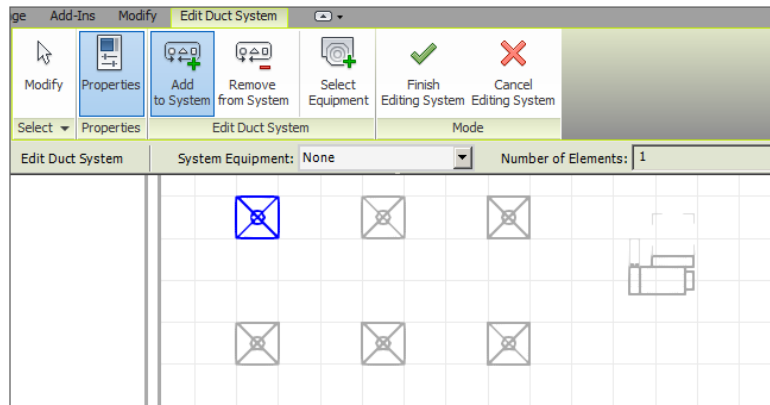 ge Add-Ins Modify Edit Duct System
Modify Properties Add to System Remove from System Select Equipment Finish Editing System Cancel Editing System
Select Properties Edit Duct System Mode
Edit Duct System System Equipment: None Number of Elements: 1